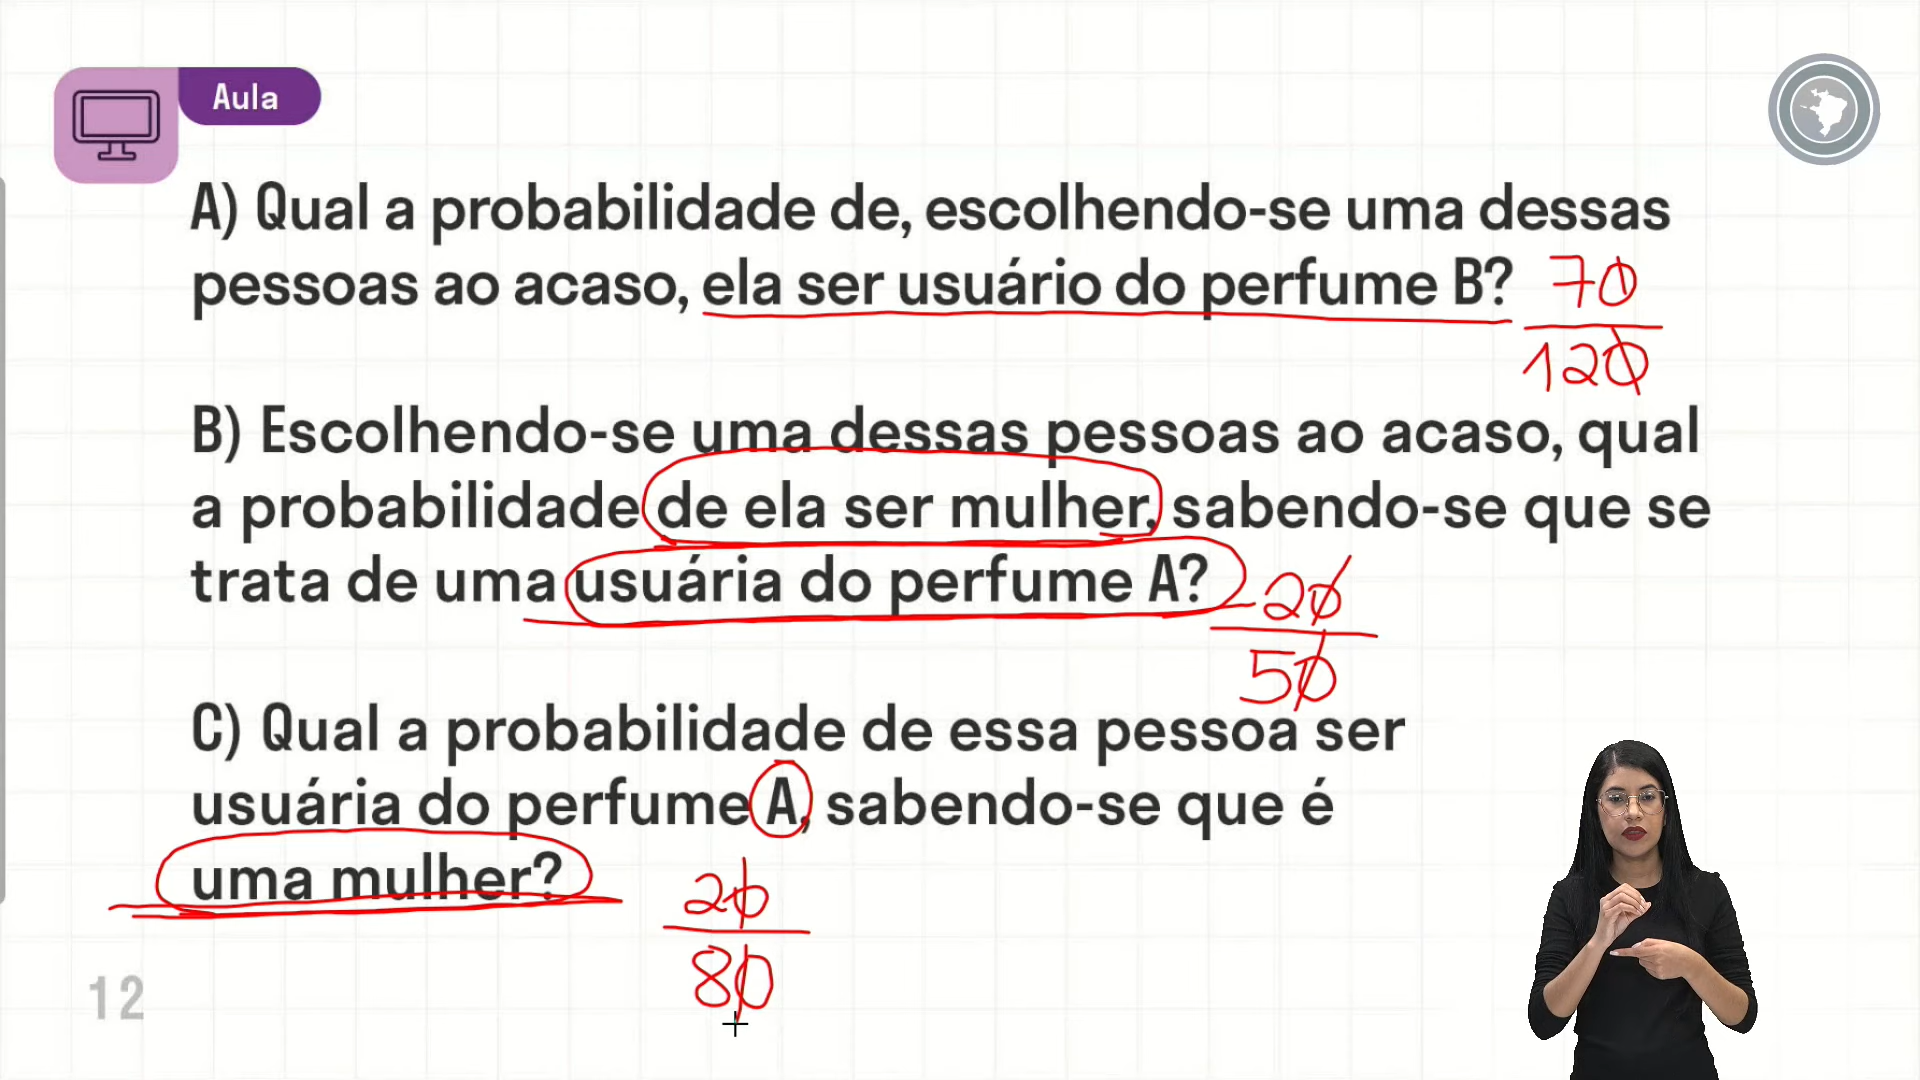 Aula
A) Qual a probabilidade de, escolhendo-se uma dessas
pessoas ao acaso, ela ser usuário do perfume B?
70
120
B) Escolhendo-se uma dessas pessoas ao acaso, qual
a probabilidade de ela ser mulher, sabendo-se que se
trata de uma usuária do perfume A?
20
50
C) Qual a probabilidade de essa pessoa ser
usuária do perfume A, sabendo-se que é
uma mulher?
20
80
12